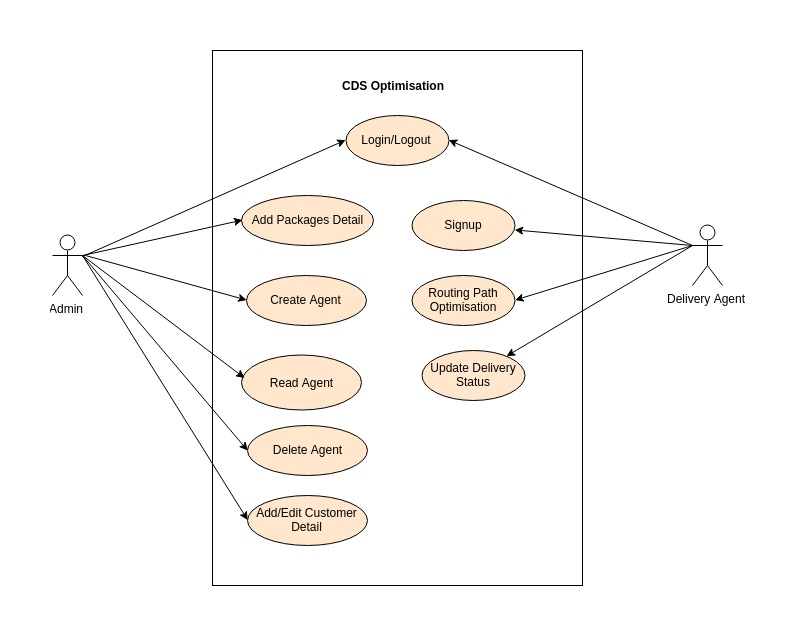 CDS Optimisation
Login/Logout
Add Packages Detail
Signup
Create Agent
Routing Path
Optimisation
Admin
Delivery Agent
Read Agent
Update Delivery
Status
Delete Agent
Add/Edit Customer
Detail